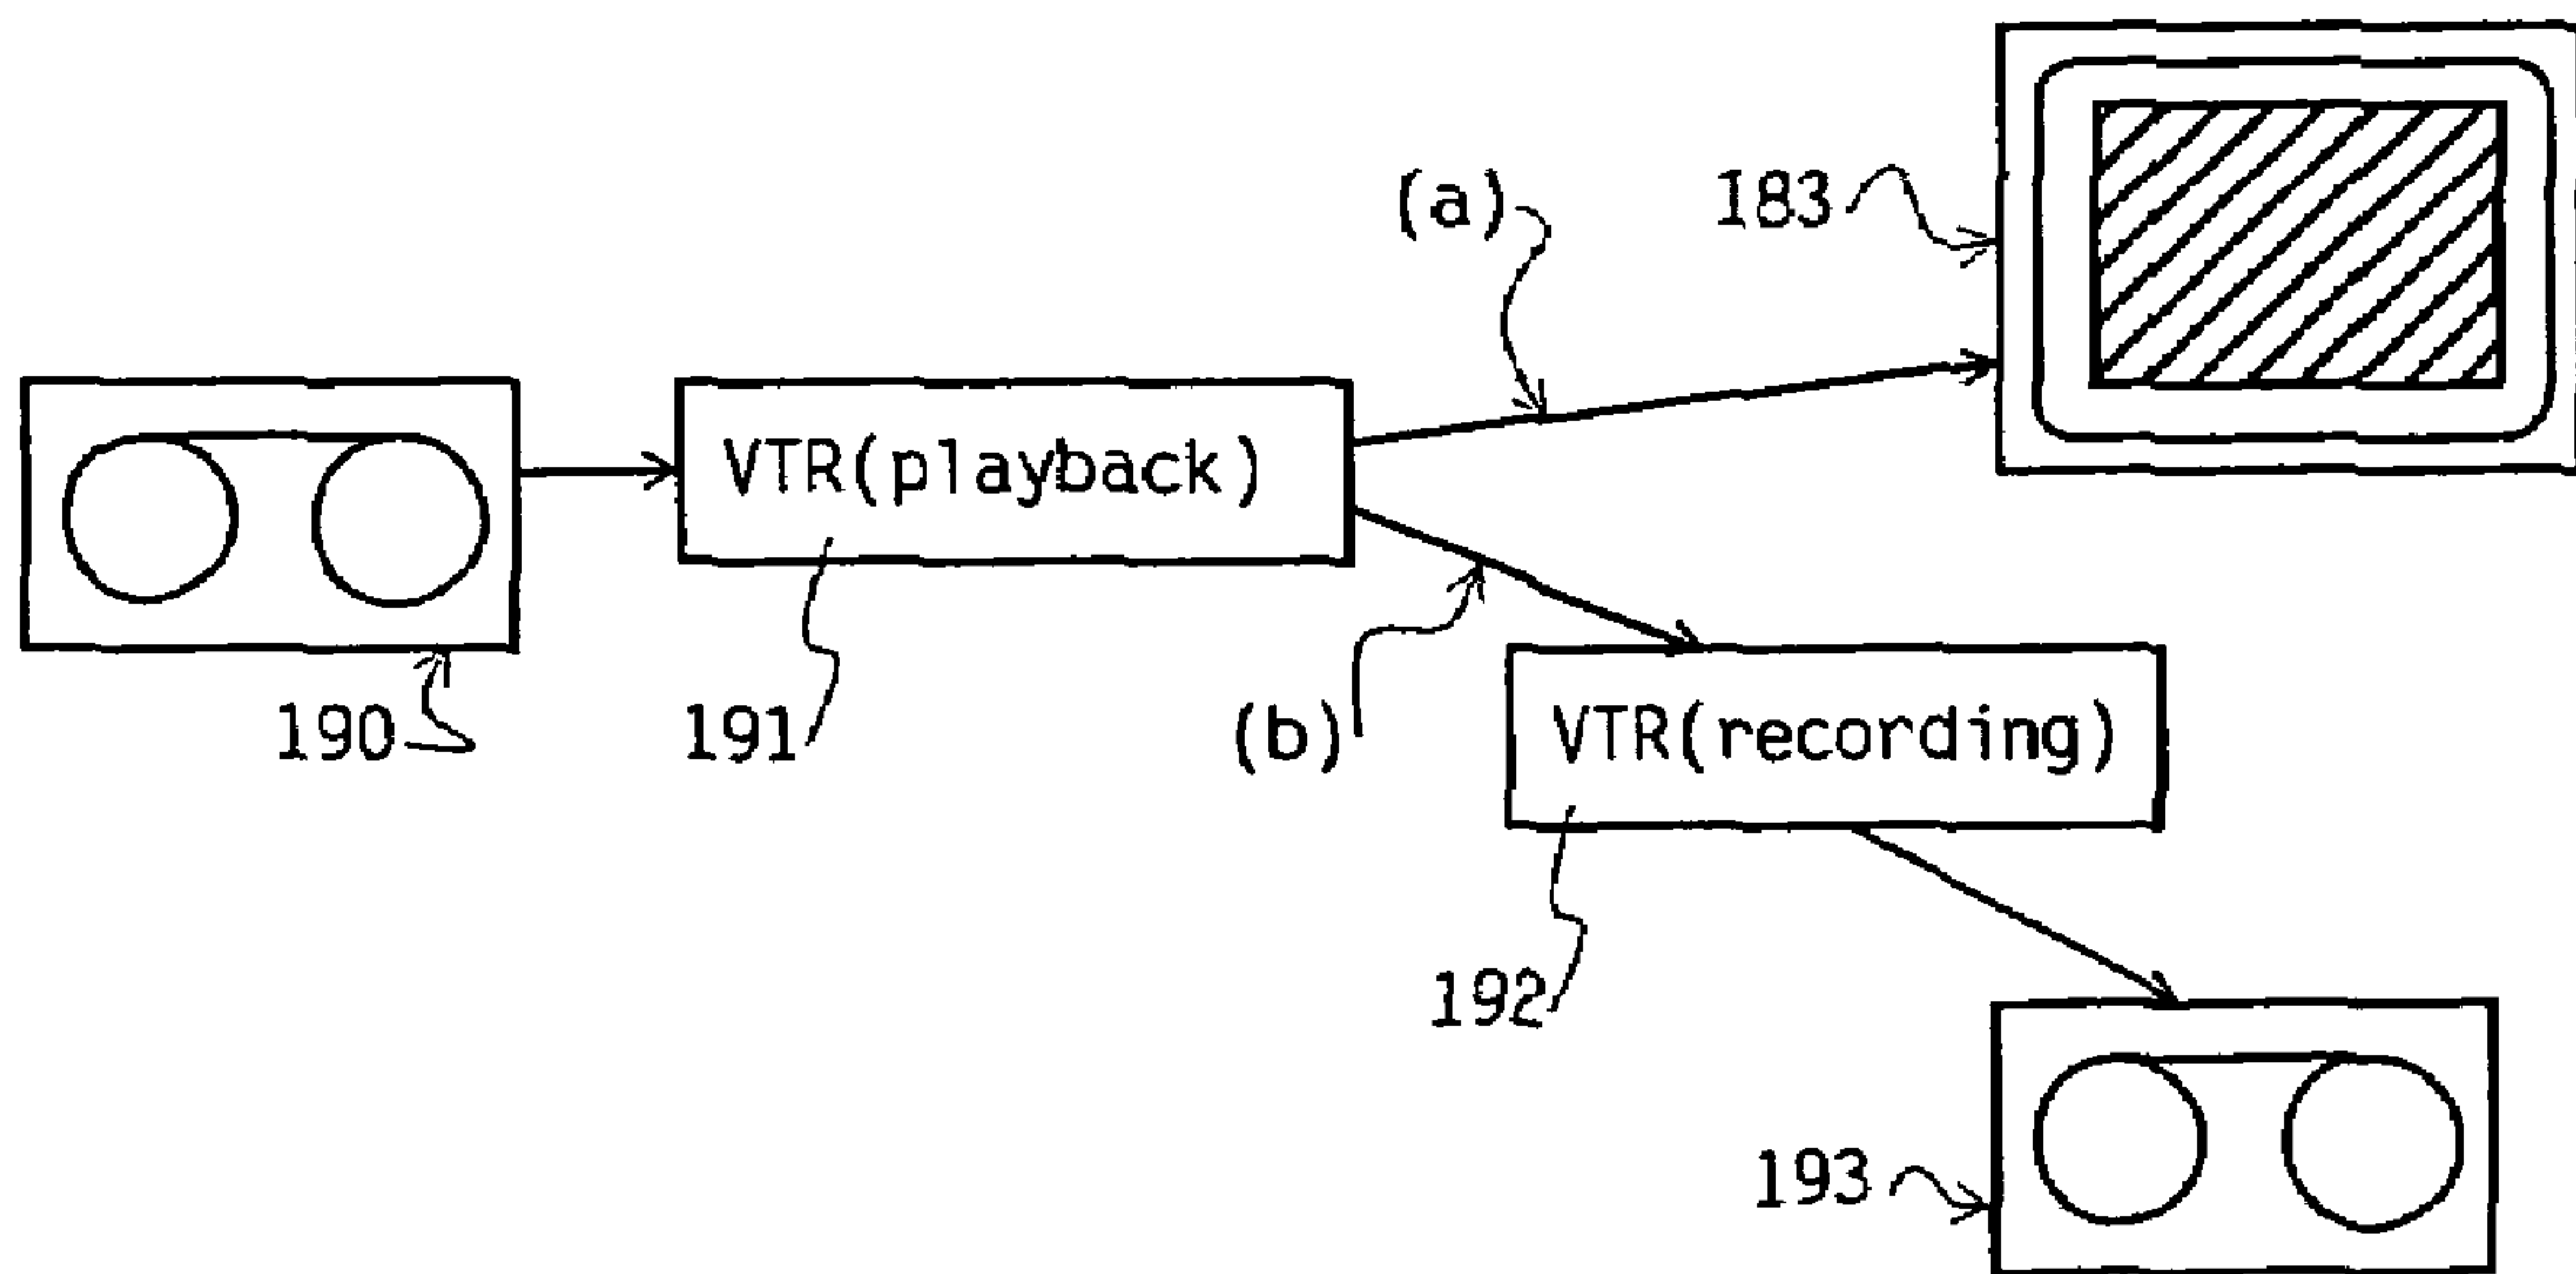 (a)
183
VTR(playback)
190
191
(b)
VTR(recording)
192
193